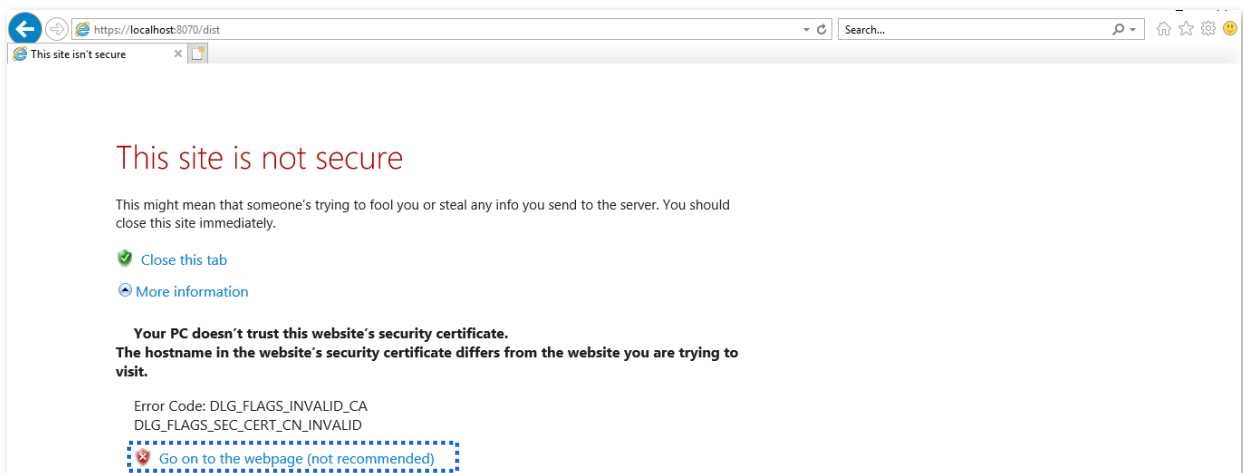 https://localhost:8070/dist
Search...
This site isn't secure
This site is not secure
This might mean that someone's trying to fool you or steal any info you send to the server. You should
close this site immediately.
Close this tab
More information
Your PC doesn't trust this website's security certificate.
The hostname in the website's security certificate differs from the website you are trying to
visit.
Error Code: DLG_FLAGS_INVALID_CA
DLG_FLAGS_SEC_CERT_CN_INVALID
Go on to the webpage (not recommended)